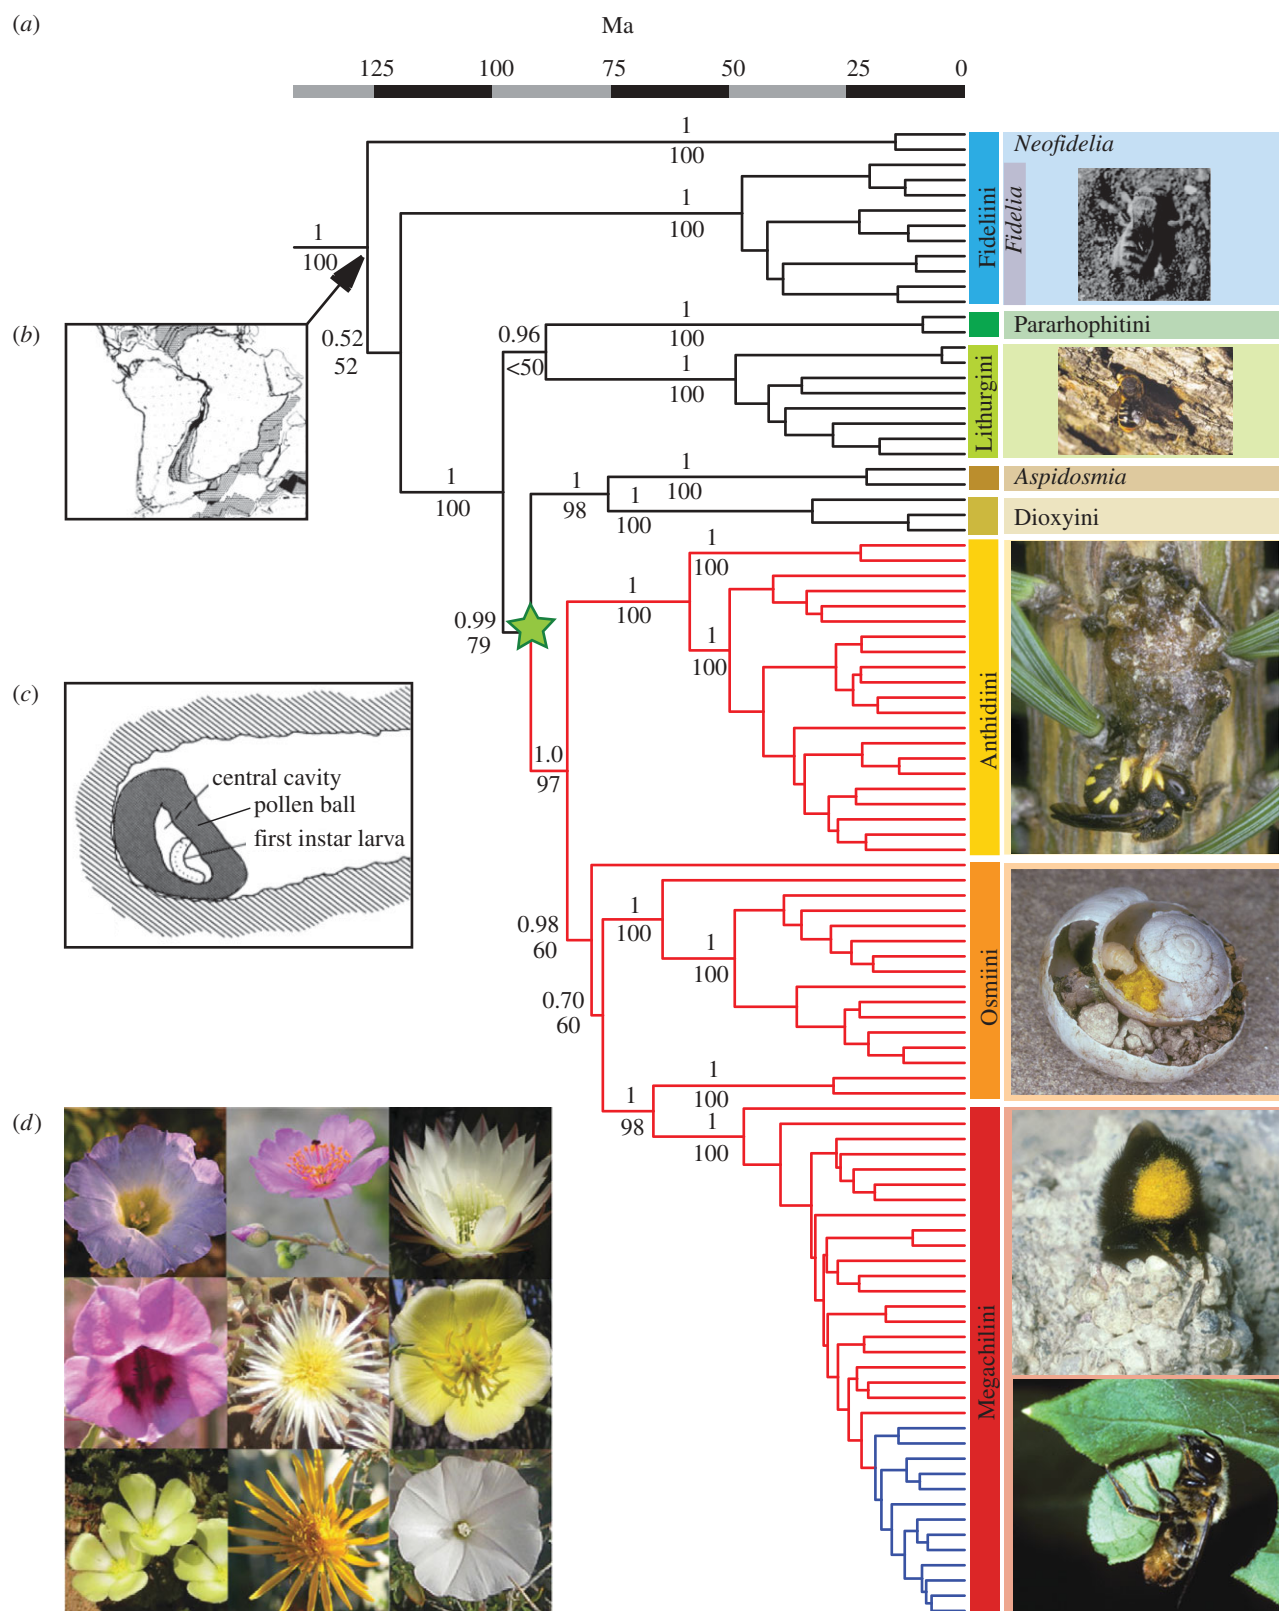 (a)
Ma
125 100 75 50 25 0
1
100
Neofidelia
1
100
Fidelia
Fideliini
1
100
(b)
0.52
52
1
100
Pararhophitini
0.96
<50
1
100
Lithurgini
1
100
1
98
1
100
Aspidosmia
1
100
Dioxyini
1
100
1
100
0.99
79
1
100
Anthidiini
(c)
central cavity
pollen ball
first instar larva
1.0
97
0.98
60
1
100
1
100
Osmiini
0.70
60
1
100
1
98
1
100
(d)
Megachilini